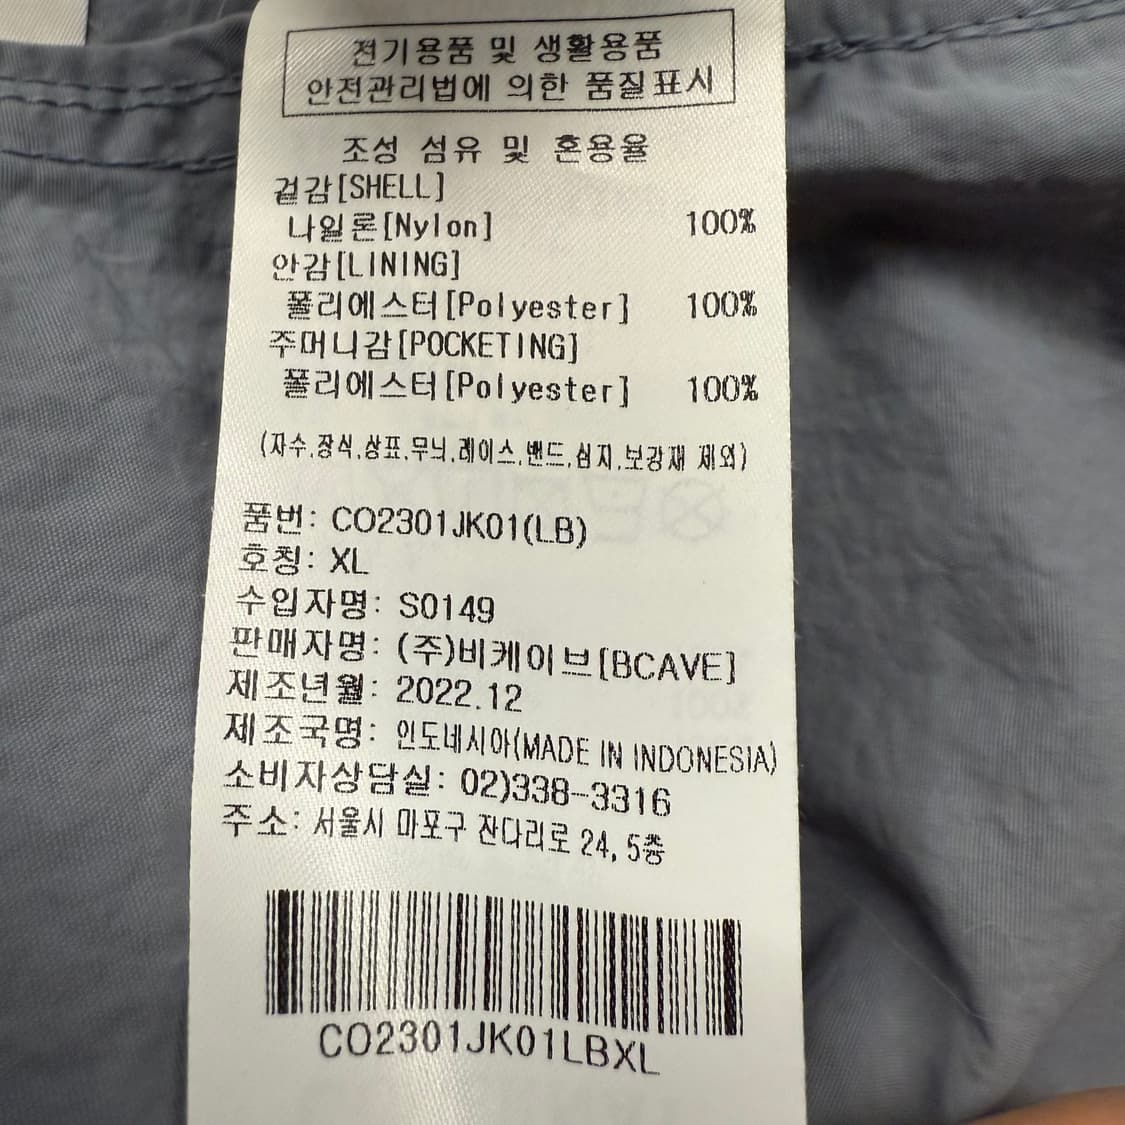 전기용품 및 생활용품
안전관리법에 의한 품질표시
조성 섬유 및 혼용율
겉감[SHELL]
나일론[Nylon] 100%
안감[LINING]
폴리에스터[Polyester] 100%
주머니감[POCKETING]
폴리에스터[Polyester] 100%
(자수,장식,상표,무늬,레이스,밴드,심지,보강재 제외)
품번: CO2301JK01(LB)
호칭: XL
수입자명: S0149
판매자명: (주)비케이브[BCAVE]
제조년월: 2022.12
제조국명: 인도네시아(MADE IN INDONESIA)
소비자상담실: 02)338-3316
주소: 서울시 마포구 잔다리로 24, 5층
CO2301JK01LBXL